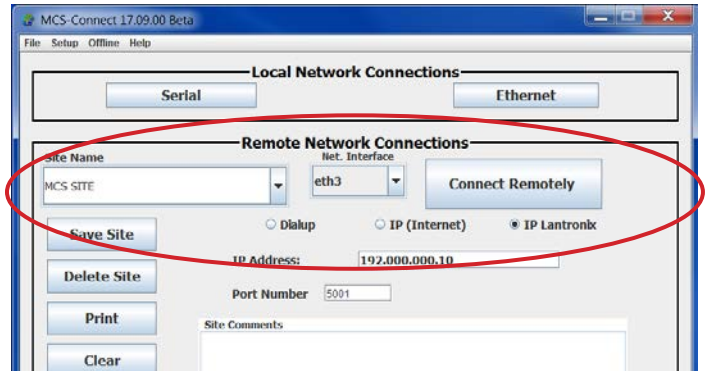 MCS-Connect 17.09.00 Beta
File Setup Offline Help
Local Network Connections
Serial Ethernet
Remote Network Connections
Site Name Net. Interface
MCS SITE eth3 Connect Remotely
Dialup IP (Internet) IP Lantronix
Save Site
IP Address: 192.000.000.10
Delete Site
Port Number 5001
Print
Site Comments
Clear